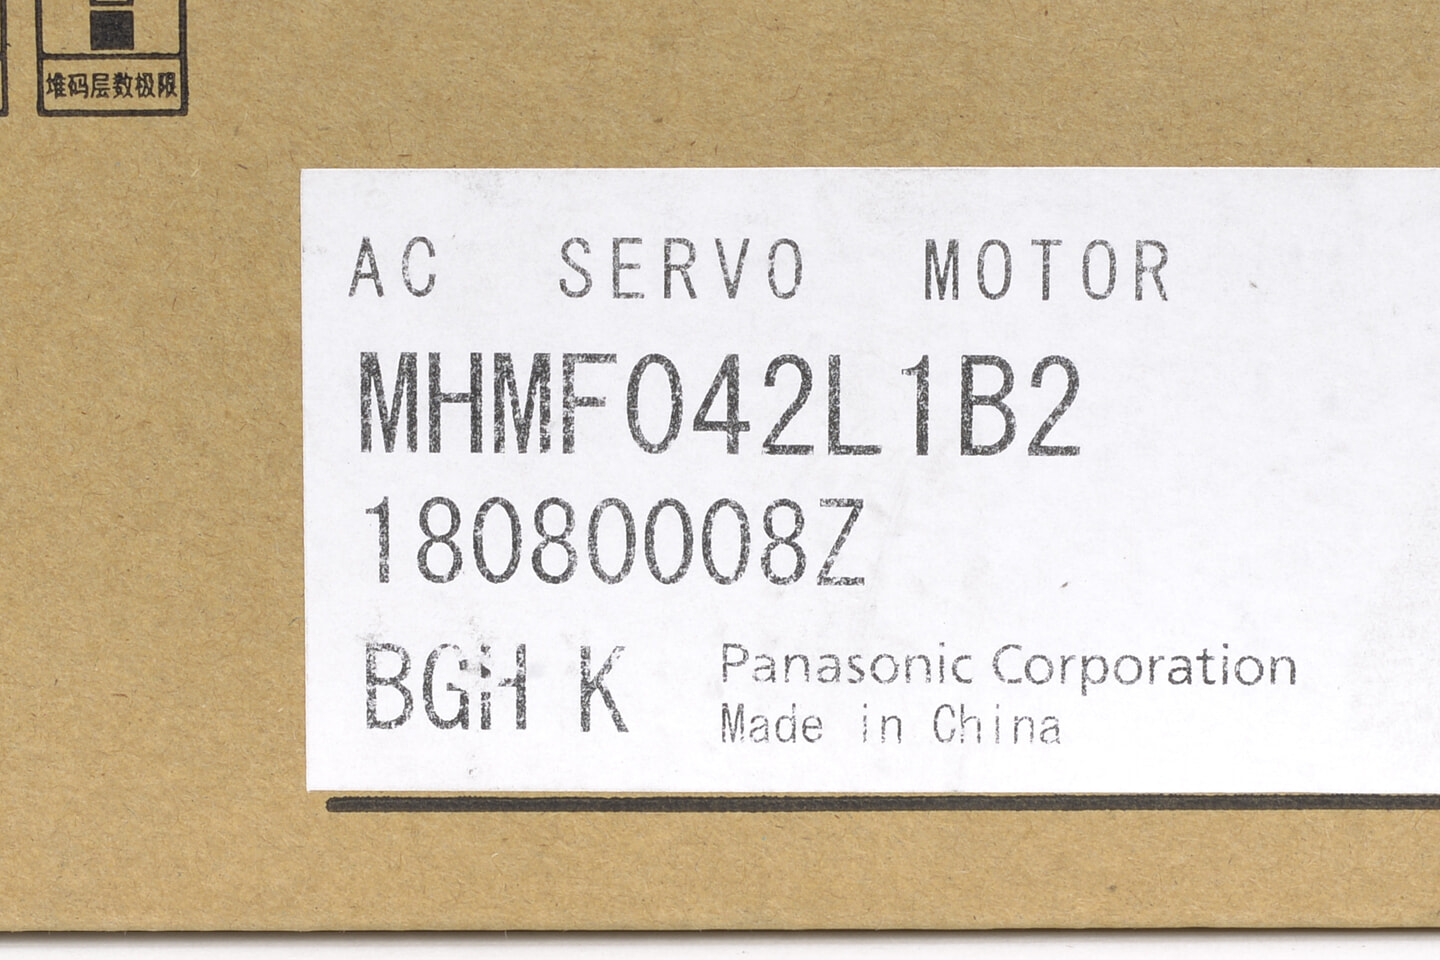 堆码层数极限
AC SERVO MOTOR
MHMF042L1B2
18080008Z
BGH K
Panasonic Corporation
Made in China